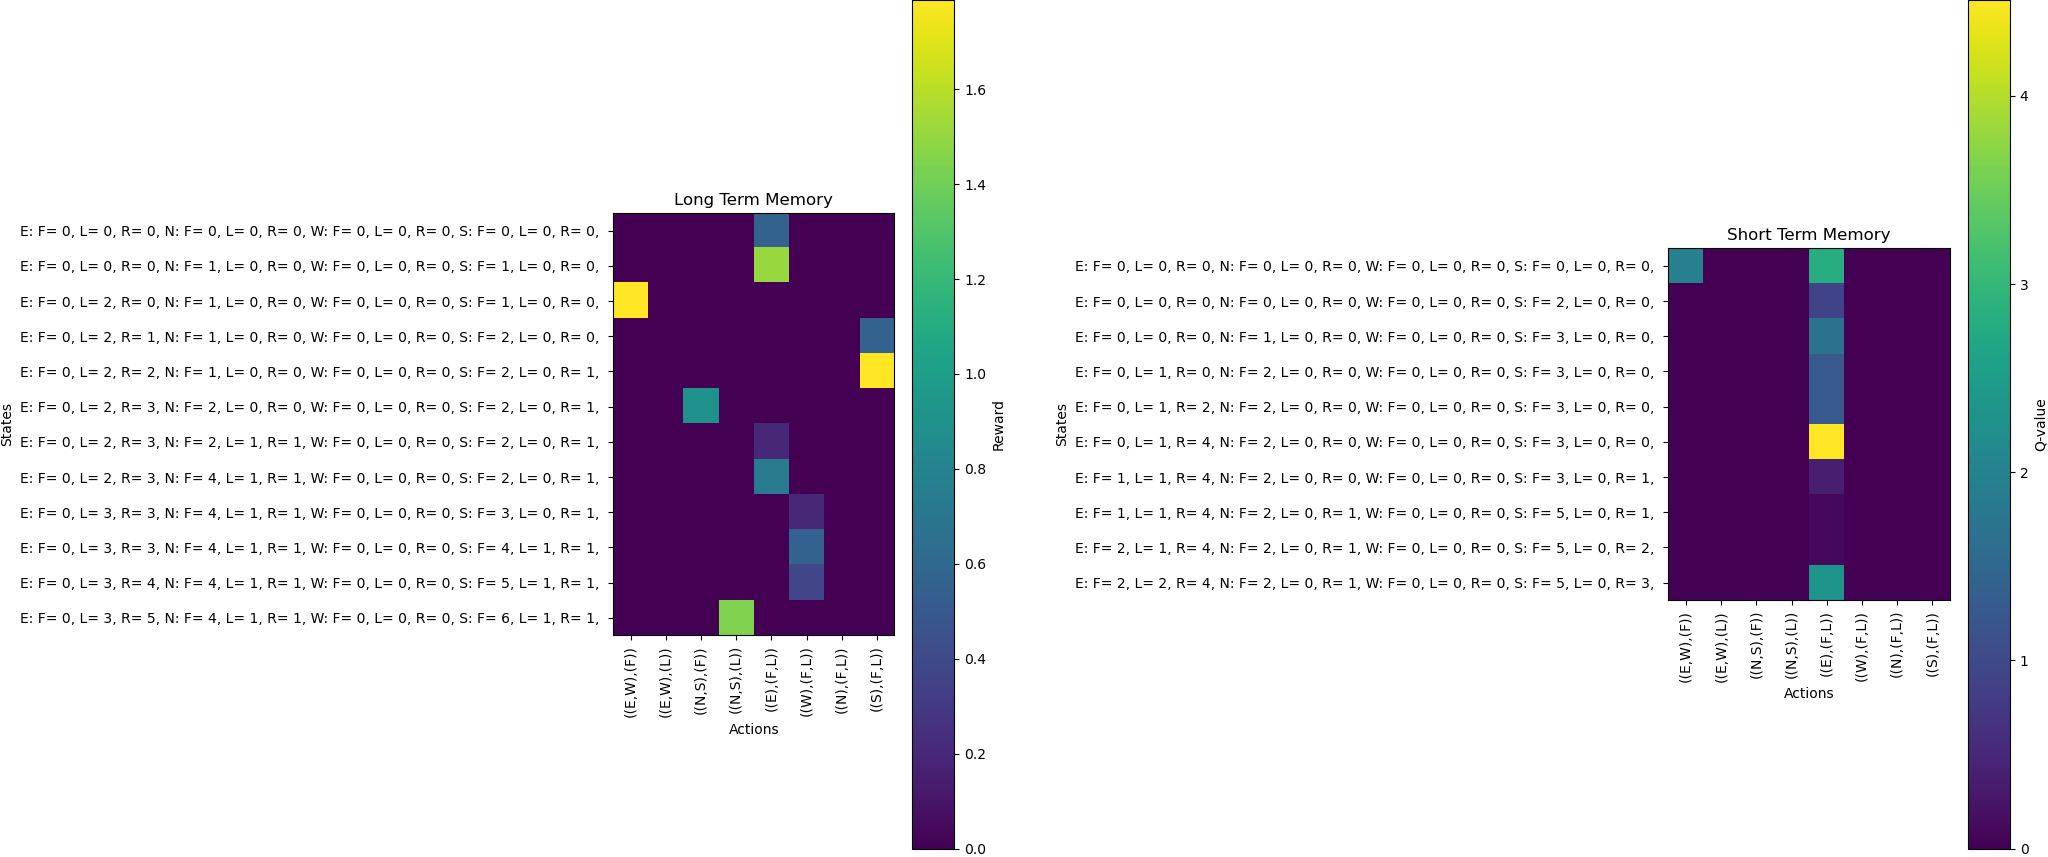 Long Term Memory
E: F= 0, L= 0, R= 0, N: F= 0, L= 0, R= 0, W: F= 0, L= 0, R= 0, S: F= 0, L= 0, R= 0,
E: F= 0, L= 0, R= 0, N: F= 1, L= 0, R= 0, W: F= 0, L= 0, R= 0, S: F= 1, L= 0, R= 0,
E: F= 0, L= 2, R= 0, N: F= 1, L= 0, R= 0, W: F= 0, L= 0, R= 0, S: F= 1, L= 0, R= 0,
E: F= 0, L= 2, R= 1, N: F= 1, L= 0, R= 0, W: F= 0, L= 0, R= 0, S: F= 2, L= 0, R= 0,
E: F= 0, L= 2, R= 2, N: F= 1, L= 0, R= 0, W: F= 0, L= 0, R= 0, S: F= 2, L= 0, R= 1,
E: F= 0, L= 2, R= 3, N: F= 2, L= 0, R= 0, W: F= 0, L= 0, R= 0, S: F= 2, L= 0, R= 1,
E: F= 0, L= 2, R= 3, N: F= 2, L= 1, R= 1, W: F= 0, L= 0, R= 0, S: F= 2, L= 0, R= 1,
E: F= 0, L= 2, R= 3, N: F= 4, L= 1, R= 1, W: F= 0, L= 0, R= 0, S: F= 2, L= 0, R= 1,
E: F= 0, L= 3, R= 3, N: F= 4, L= 1, R= 1, W: F= 0, L= 0, R= 0, S: F= 3, L= 0, R= 1,
E: F= 0, L= 3, R= 3, N: F= 4, L= 1, R= 1, W: F= 0, L= 0, R= 0, S: F= 4, L= 1, R= 1,
E: F= 0, L= 3, R= 4, N: F= 4, L= 1, R= 1, W: F= 0, L= 0, R= 0, S: F= 5, L= 1, R= 1,
E: F= 0, L= 3, R= 5, N: F= 4, L= 1, R= 1, W: F= 0, L= 0, R= 0, S: F= 6, L= 1, R= 1,
States
((E,W),(F))
((E,W),(L))
((N,S),(F))
((N,S),(L))
((E),(F,L))
((W),(F,L))
((N),(F,L))
((S),(F,L))
Actions
1.6
1.4
1.2
1.0
0.8
0.6
0.4
0.2
0.0
Reward
Short Term Memory
E: F= 0, L= 0, R= 0, N: F= 0, L= 0, R= 0, W: F= 0, L= 0, R= 0, S: F= 0, L= 0, R= 0,
E: F= 0, L= 0, R= 0, N: F= 0, L= 0, R= 0, W: F= 0, L= 0, R= 0, S: F= 2, L= 0, R= 0,
E: F= 0, L= 0, R= 0, N: F= 1, L= 0, R= 0, W: F= 0, L= 0, R= 0, S: F= 3, L= 0, R= 0,
E: F= 0, L= 1, R= 0, N: F= 2, L= 0, R= 0, W: F= 0, L= 0, R= 0, S: F= 3, L= 0, R= 0,
E: F= 0, L= 1, R= 2, N: F= 2, L= 0, R= 0, W: F= 0, L= 0, R= 0, S: F= 3, L= 0, R= 0,
E: F= 0, L= 1, R= 4, N: F= 2, L= 0, R= 0, W: F= 0, L= 0, R= 0, S: F= 3, L= 0, R= 0,
E: F= 1, L= 1, R= 4, N: F= 2, L= 0, R= 0, W: F= 0, L= 0, R= 0, S: F= 3, L= 0, R= 1,
E: F= 1, L= 1, R= 4, N: F= 2, L= 0, R= 1, W: F= 0, L= 0, R= 0, S: F= 5, L= 0, R= 1,
E: F= 2, L= 1, R= 4, N: F= 2, L= 0, R= 1, W: F= 0, L= 0, R= 0, S: F= 5, L= 0, R= 2,
E: F= 2, L= 2, R= 4, N: F= 2, L= 0, R= 1, W: F= 0, L= 0, R= 0, S: F= 5, L= 0, R= 3,
States
((E,W),(F))
((E,W),(L))
((N,S),(F))
((N,S),(L))
((E),(F,L))
((W),(F,L))
((N),(F,L))
((S),(F,L))
Actions
4
3
2
1
0
Q-value